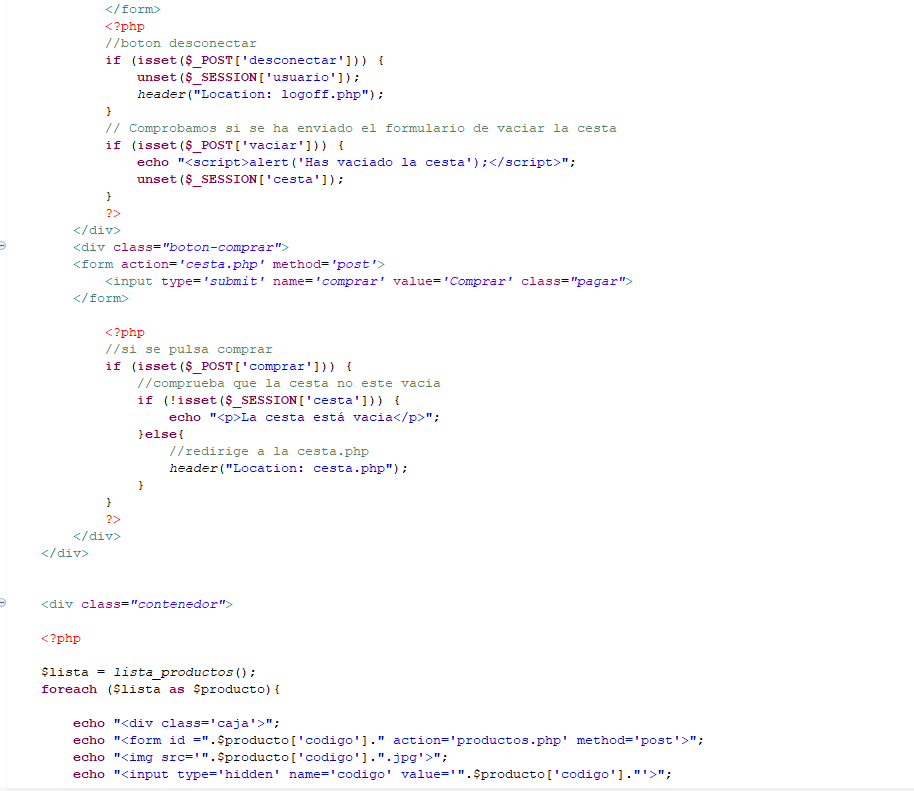 </form>
<?php
//boton desconectar
if (isset($_POST['desconectar'])) {
unset($_SESSION['usuario']);
header("Location: logoff.php");
}
// Comprobamos si se ha enviado el formulario de vaciar la cesta
if (isset($_POST['vaciar'])) {
echo "<script>alert('Has vaciado la cesta');</script>";
unset($_SESSION['cesta']);
}
?>
</div>
<div class="boton-comprar">
<form action='cesta.php' method='post'>
<input type='submit' name='comprar' value='Comprar' class="pagar">
</form>
<?php
//si se pulsa comprar
if (isset($_POST['comprar'])) {
//comprueba que la cesta no este vacia
if (!isset($_SESSION['cesta'])) {
echo "<p>La cesta está vacia</p>";
}else{
//redirige a la cesta.php
header("Location: cesta.php");
}
}
?>
</div>
</div>
<div class="contenedor">
<?php
$lista = lista_productos();
foreach ($lista as $producto){
echo "<div class='caja'>";
echo "<form id =".$producto['codigo']." action='productos.php' method='post'>";
echo "<img src='".$producto['codigo'].".jpg'>";
echo "<input type='hidden' name='codigo' value='".$producto['codigo']."'>";